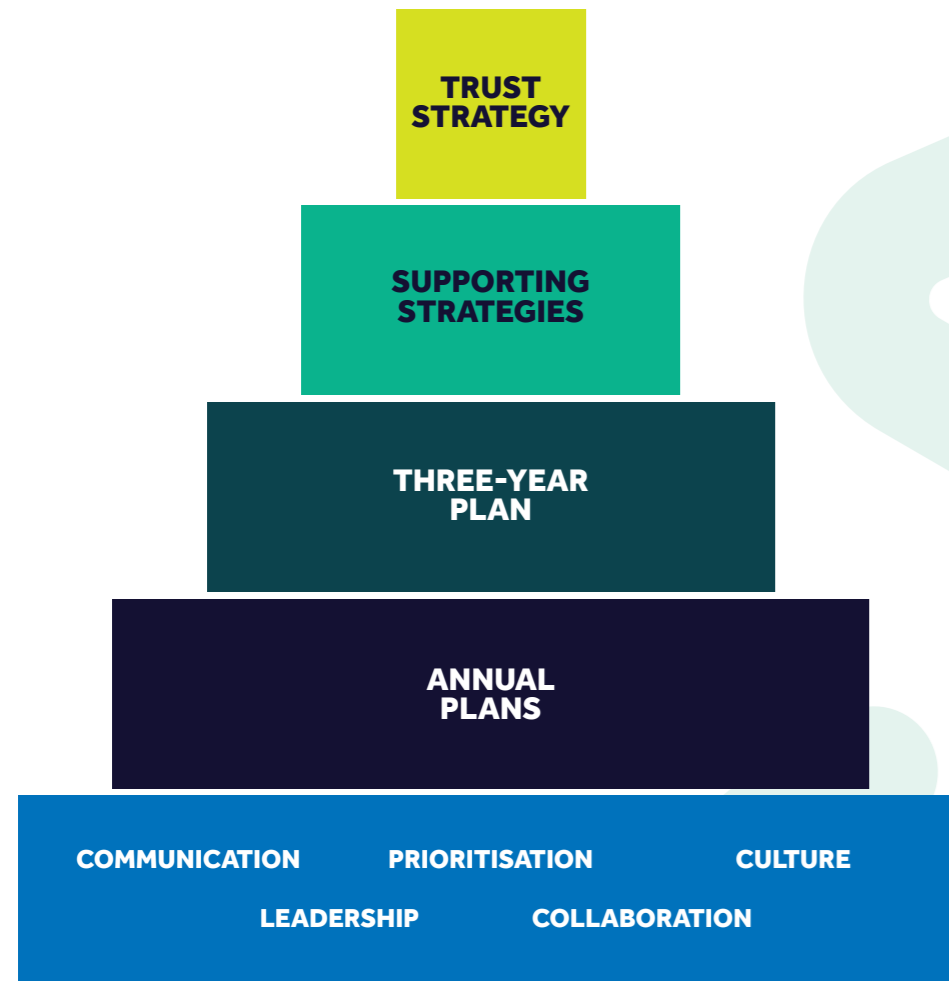 TRUST
STRATEGY
SUPPORTING
STRATEGIES
THREE-YEAR
PLAN
ANNUAL
PLANS
COMMUNICATION PRIORITISATION CULTURE
LEADERSHIP COLLABORATION